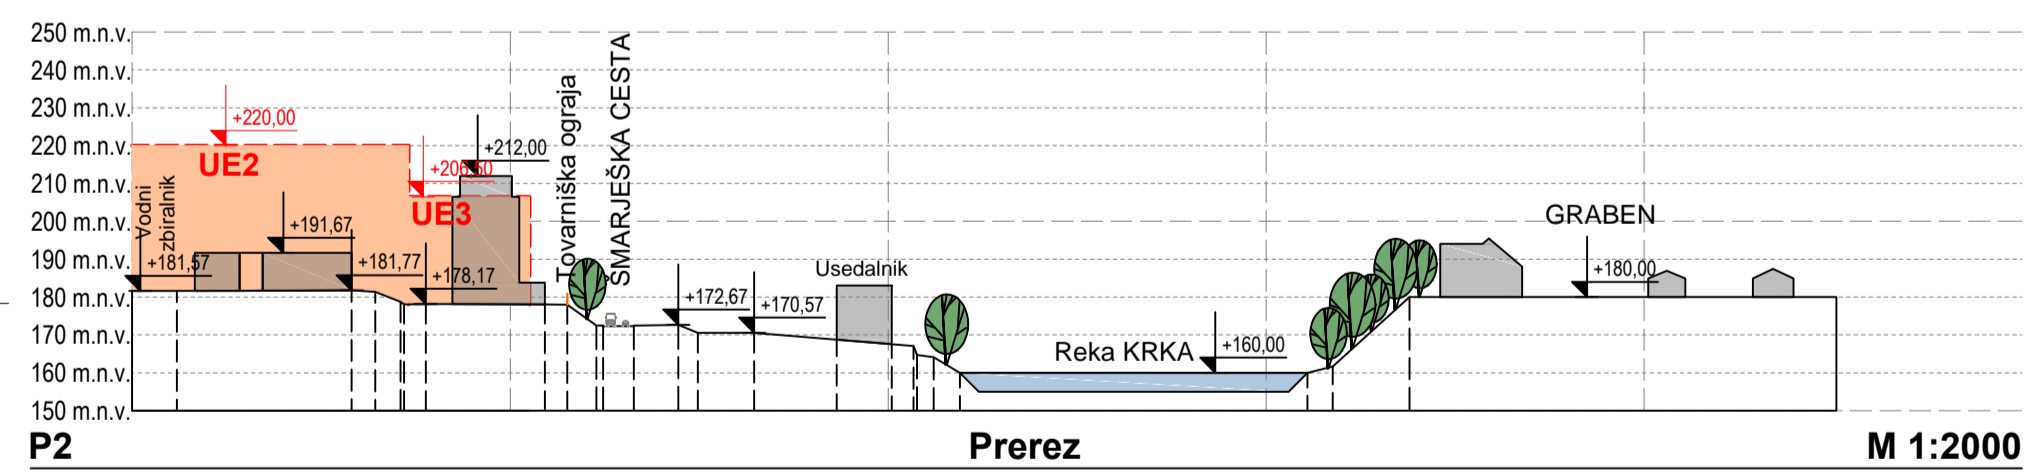 250 m.n.v.
240 m.n.v.
230 m.n.v.
220 m.n.v.
210 m.n.v.
200 m.n.v.
190 m.n.v.
180 m.n.v.
170 m.n.v.
160 m.n.v.
150 m.n.v.
+220,00
UE2
+206,50
UE3
+212,00
Vodni
zbiralnik
+181,57
+191,67
+181,77
+178,17
Tovarniška ograja
ŠMARJEŠKA CESTA
+172,67
+170,57
Usedalnik
Reka KRKA
+160,00
GRABEN
+180,00
P2
Prerez
M 1:2000